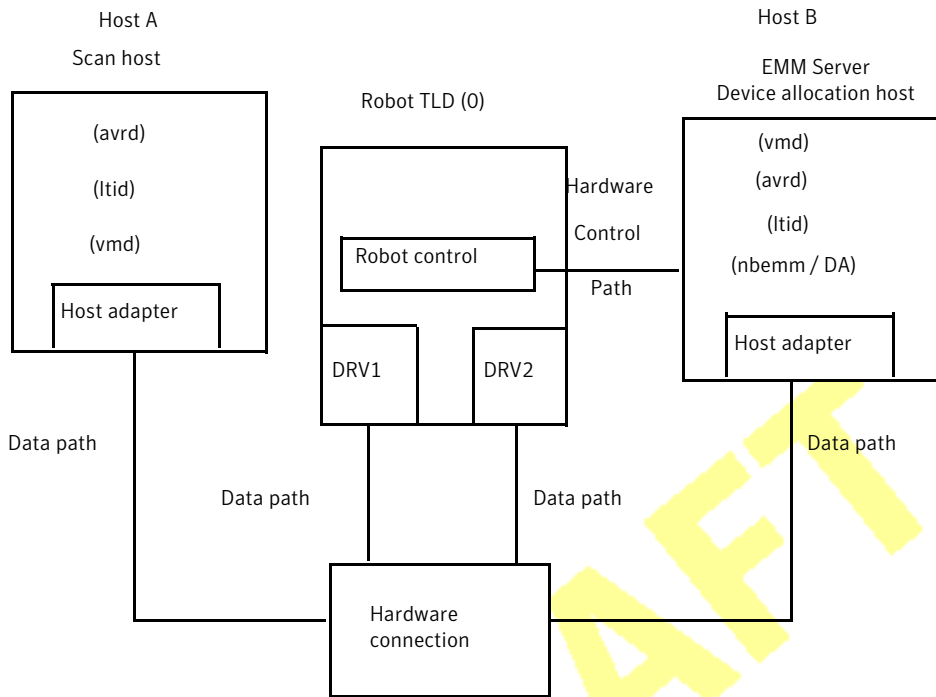 Host A
Scan host
(avrd)
(ltid)
(vmd)
Host adapter
Data path
Robot TLD (0)
Robot control
DRV1
DRV2
Data path
Data path
Hardware
connection
Hardware
Control
Path
Host B
EMM Server
Device allocation host
(vmd)
(avrd)
(ltid)
(nbemm / DA)
Host adapter
Data path
AFT